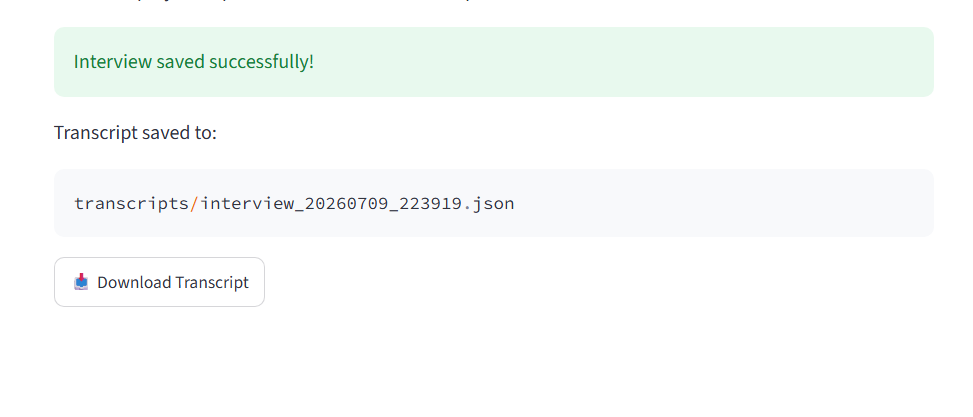 Interview saved successfully!
Transcript saved to:
transcripts/interview_20260709_223919.json
Download Transcript